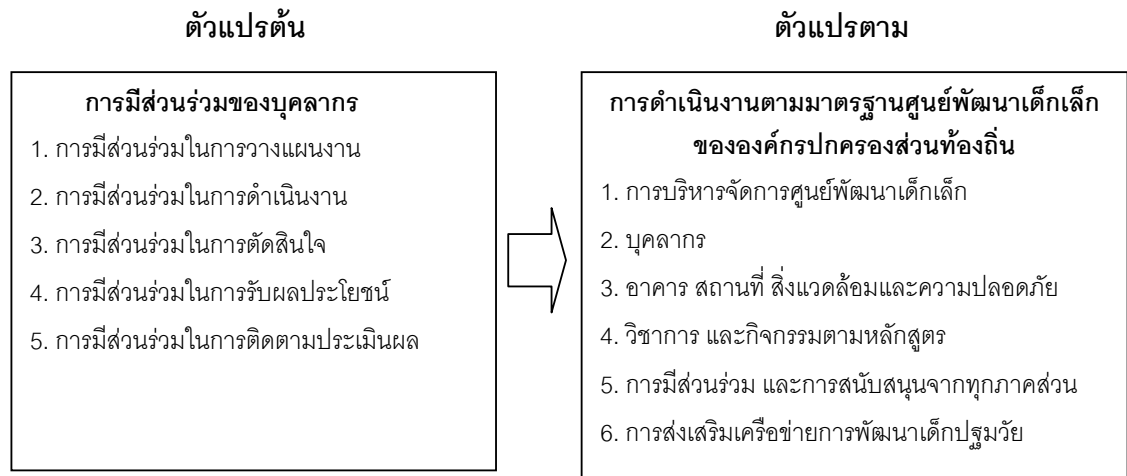 ตัวแปรต้น
การมีส่วนร่วมของบุคลากร
1. การมีส่วนร่วมในการวางแผนงาน
2. การมีส่วนร่วมในการดำเนินงาน
3. การมีส่วนร่วมในการตัดสินใจ
4. การมีส่วนร่วมในการรับผลประโยชน์
5. การมีส่วนร่วมในการติดตามประเมินผล
ตัวแปรตาม
การดำเนินงานตามมาตรฐานศูนย์พัฒนาเด็กเล็ก
ขององค์กรปกครองส่วนท้องถิ่น
1. การบริหารจัดการศูนย์พัฒนาเด็กเล็ก
2. บุคลากร
3. อาคาร สถานที่ สิ่งแวดล้อมและความปลอดภัย
4. วิชาการ และกิจกรรมตามหลักสูตร
5. การมีส่วนร่วม และการสนับสนุนจากทุกภาคส่วน
6. การส่งเสริมเครือข่ายการพัฒนาเด็กปฐมวัย